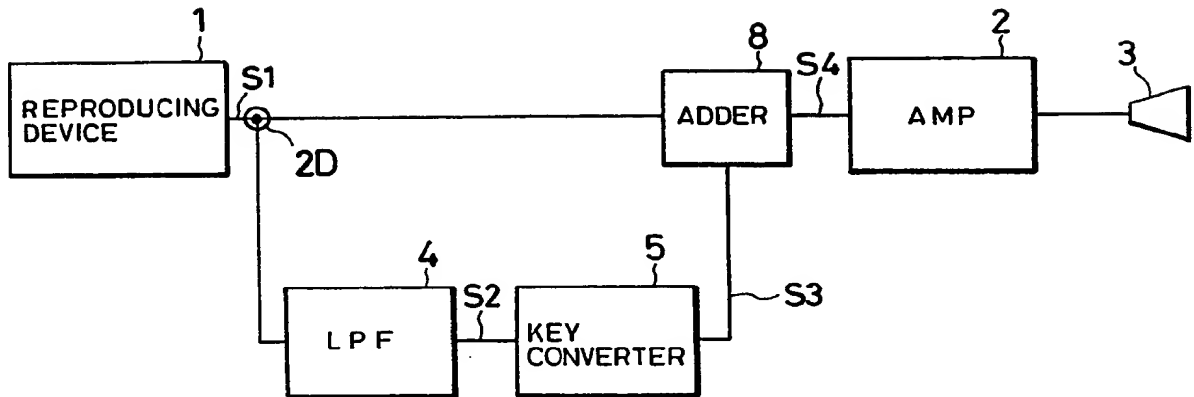 1
S1
REPRODUCING
DEVICE
2D
8
ADDER
S4
2
AMP
3
4
LPF
S2
5
KEY
CONVERTER
S3